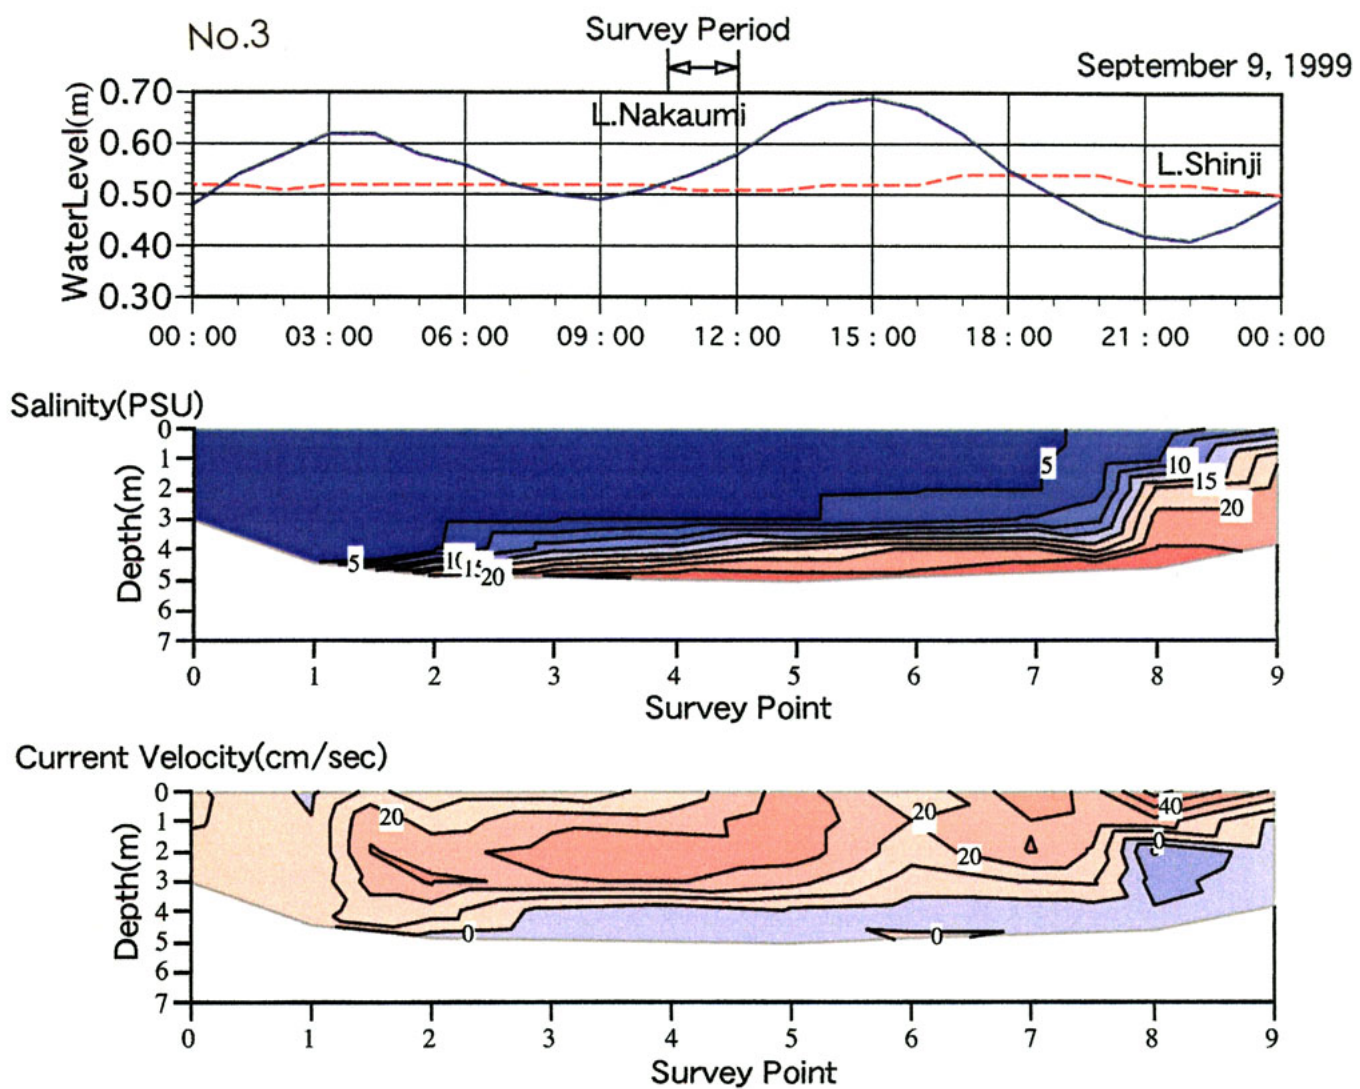 No.3
Survey Period
September 9, 1999
WaterLevel(m)
0.70
0.60
0.50
0.40
0.30
L.Nakaumi
L.Shinji
00:00 03:00 06:00 09:00 12:00 15:00 18:00 21:00 00:00
Salinity(PSU)
Depth(m)
0
1
2
3
4
5
6
7
5 10 15 20
5 10 15 20
0 1 2 3 4 5 6 7 8 9
Survey Point
Current Velocity(cm/sec)
Depth(m)
0
1
2
3
4
5
6
7
20 20 40
20 0
0 0
0 1 2 3 4 5 6 7 8 9
Survey Point